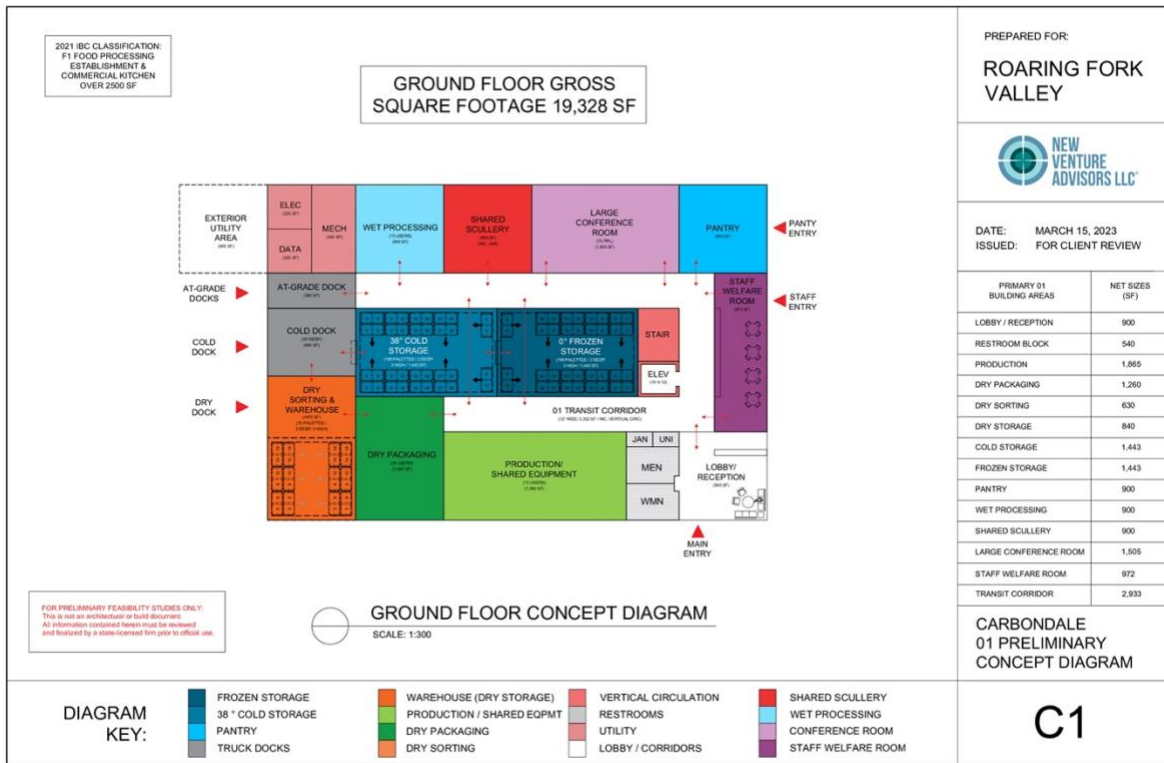 2021 IBC CLASSIFICATION:
F1 FOOD PROCESSING
ESTABLISHMENT &
COMMERCIAL KITCHEN
OVER 2500 SF
GROUND FLOOR GROSS
SQUARE FOOTAGE 19,328 SF
EXTERIOR
UTILITY
AREA
ELEC
DATA
MECH
WET PROCESSING
SHARED
SCULLERY
LARGE
CONFERENCE
ROOM
PANTRY
PANTY
ENTRY
AT-GRADE
DOCKS
AT-GRADE DOCK
STAFF
WELFARE
ROOM
STAFF
ENTRY
COLD
DOCK
COLD DOCK
38° COLD
STORAGE
0° FROZEN
STORAGE
STAIR
ELEV
DRY
DOCK
DRY
SORTING &
WAREHOUSE
01 TRANSIT CORRIDOR
DRY PACKAGING
PRODUCTION/
SHARED EQUIPMENT
JAN
UNI
MEN
WMN
LOBBY/
RECEPTION
MAIN
ENTRY
FOR PRELIMINARY FEASIBILITY STUDIES ONLY:
This is not an architectural or build document.
All information contained herein must be reviewed
and finalized by a state-licensed firm prior to official use.
GROUND FLOOR CONCEPT DIAGRAM
SCALE: 1:300
DIAGRAM
KEY:
FROZEN STORAGE
38 ° COLD STORAGE
PANTRY
TRUCK DOCKS
WAREHOUSE (DRY STORAGE)
PRODUCTION / SHARED EQPMT
DRY PACKAGING
DRY SORTING
VERTICAL CIRCULATION
RESTROOMS
UTILITY
LOBBY / CORRIDORS
SHARED SCULLERY
WET PROCESSING
CONFERENCE ROOM
STAFF WELFARE ROOM
PREPARED FOR:
ROARING FORK
VALLEY
NEW
VENTURE
ADVISORS LLC
DATE: MARCH 15, 2023
ISSUED: FOR CLIENT REVIEW
PRIMARY 01
BUILDING AREAS
NET SIZES
(SF)
LOBBY / RECEPTION 900
RESTROOM BLOCK 540
PRODUCTION 1,865
DRY PACKAGING 1,260
DRY SORTING 630
DRY STORAGE 840
COLD STORAGE 1,443
FROZEN STORAGE 1,443
PANTRY 900
WET PROCESSING 900
SHARED SCULLERY 900
LARGE CONFERENCE ROOM 1,505
STAFF WELFARE ROOM 972
TRANSIT CORRIDOR 2,933
CARBONDALE
01 PRELIMINARY
CONCEPT DIAGRAM
C1